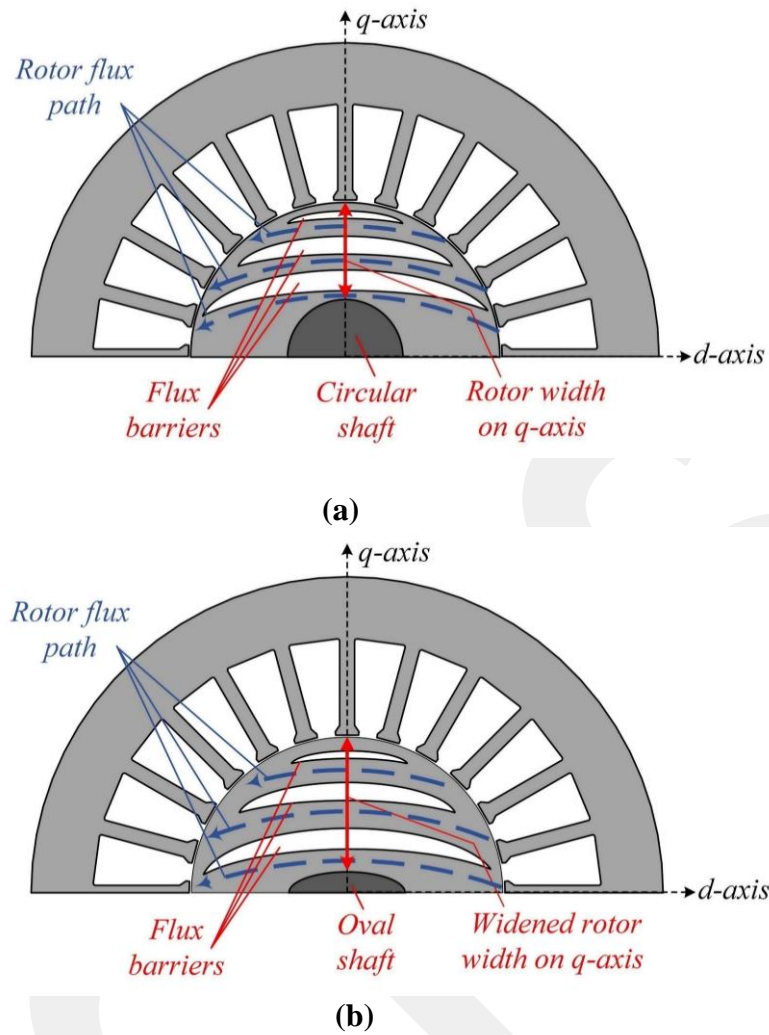 q-axis
Rotor flux
path
d-axis
Flux
barriers
Circular
shaft
Rotor width
on q-axis
(a)
q-axis
Rotor flux
path
d-axis
Flux
barriers
Oval
shaft
Widened rotor
width on q-axis
(b)